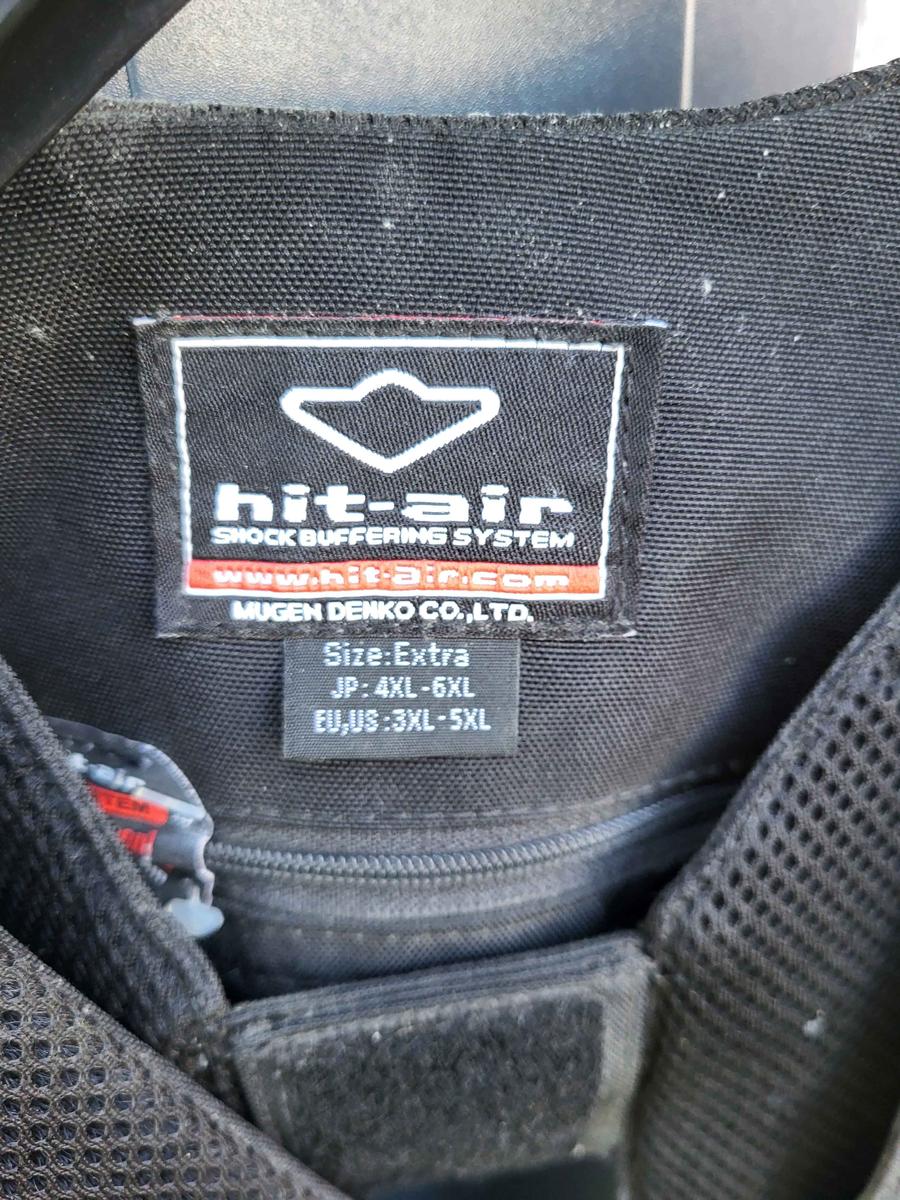 hit-air
SHOCK BUFFERING SYSTEM
www.hit-air.com
MUGEN DENKO CO.,LTD.
Size:Extra
JP: 4XL-6XL
EU,US:3XL-5XL